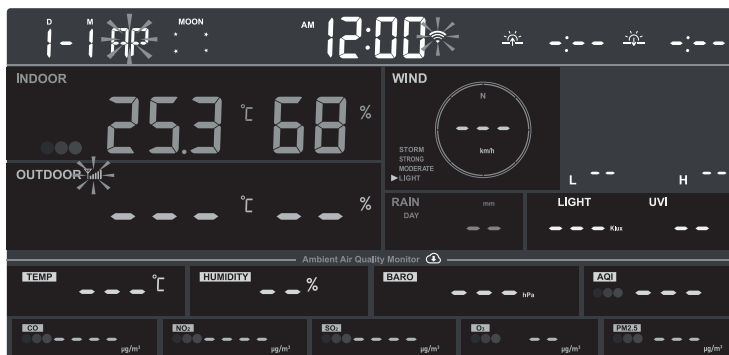 D M MOON AM
1-1 AP 12:00 -:-- -:--
INDOOR
25.3 °C 68 %
OUTDOOR
--- °C -- %
WIND
N
---
km/h
STORM
STRONG
MODERATE
▶LIGHT
L -- H --
RAIN mm
DAY
--
LIGHT UVI
--- Klux --
Ambient Air Quality Monitor
TEMP HUMIDITY BARO AQI
--- °C -- % --- hPa ---
CO NO₂ SO₂ O₃ PM2.5
---- µg/m³ ---- µg/m³ ---- µg/m³ -- µg/m³ ---- µg/m³